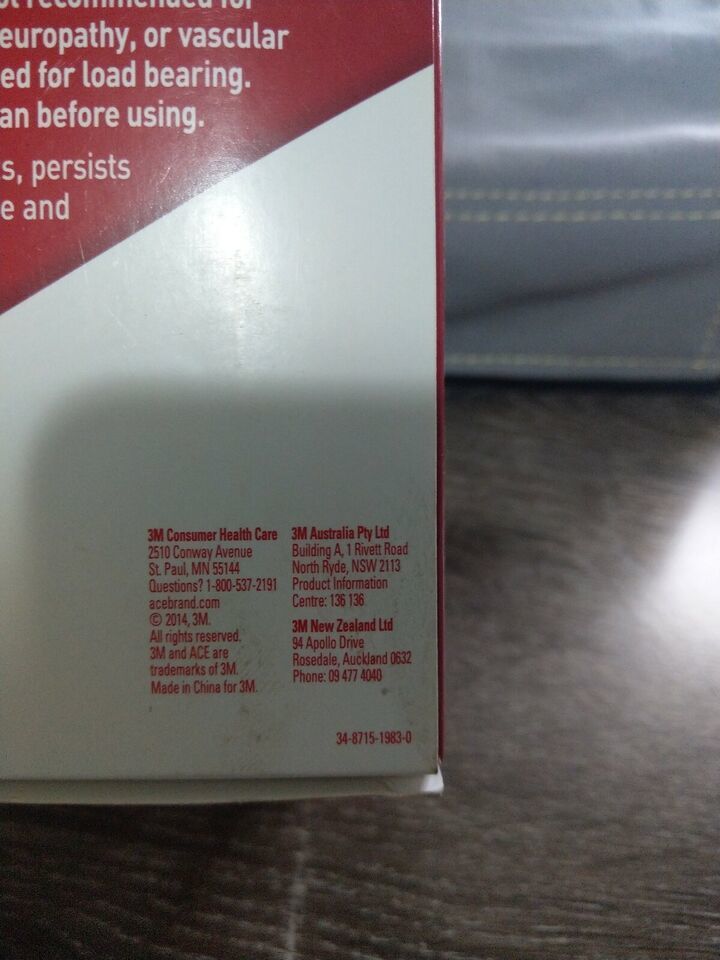 recommended for
europathy, or vascular
ed for load bearing.
an before using.
s, persists
e and
3M Consumer Health Care
2510 Conway Avenue
St. Paul, MN 55144
Questions? 1-800-537-2191
acebrand.com
© 2014, 3M.
All rights reserved.
3M and ACE are
trademarks of 3M.
Made in China for 3M.
3M Australia Pty Ltd
Building A, 1 Rivett Road
North Ryde, NSW 2113
Product Information
Centre: 136 136
3M New Zealand Ltd
94 Apollo Drive
Rosedale, Auckland 0632
Phone: 09 477 4040
34-8715-1983-0